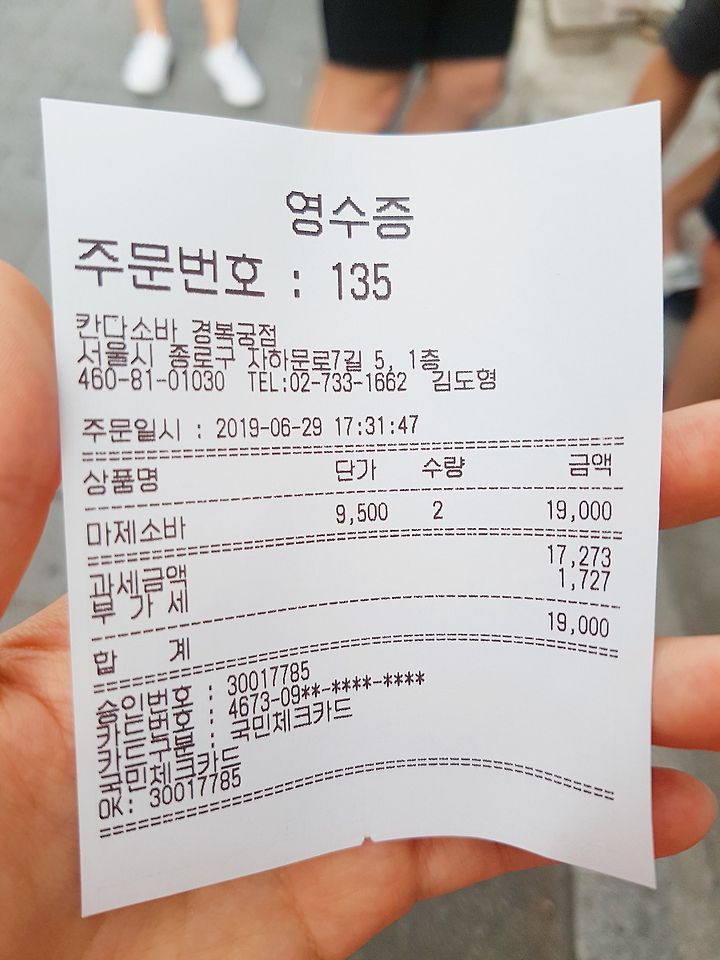 영수증
주문번호 : 135
칸다소바 경복궁점
서울시 종로구 자하문로7길 5, 1층
460-81-01030 TEL:02-733-1662 김도형
주문일시 : 2019-06-29 17:31:47
상품명 단가 수량 금액
마제소바 9,500 2 19,000
과세금액 17,273
부 가 세 1,727
합 계 19,000
승인번호 : 30017785
카드번호 : 4673-09**-****-****
카드구분 : 국민체크카드
국민체크카드
OK: 30017785